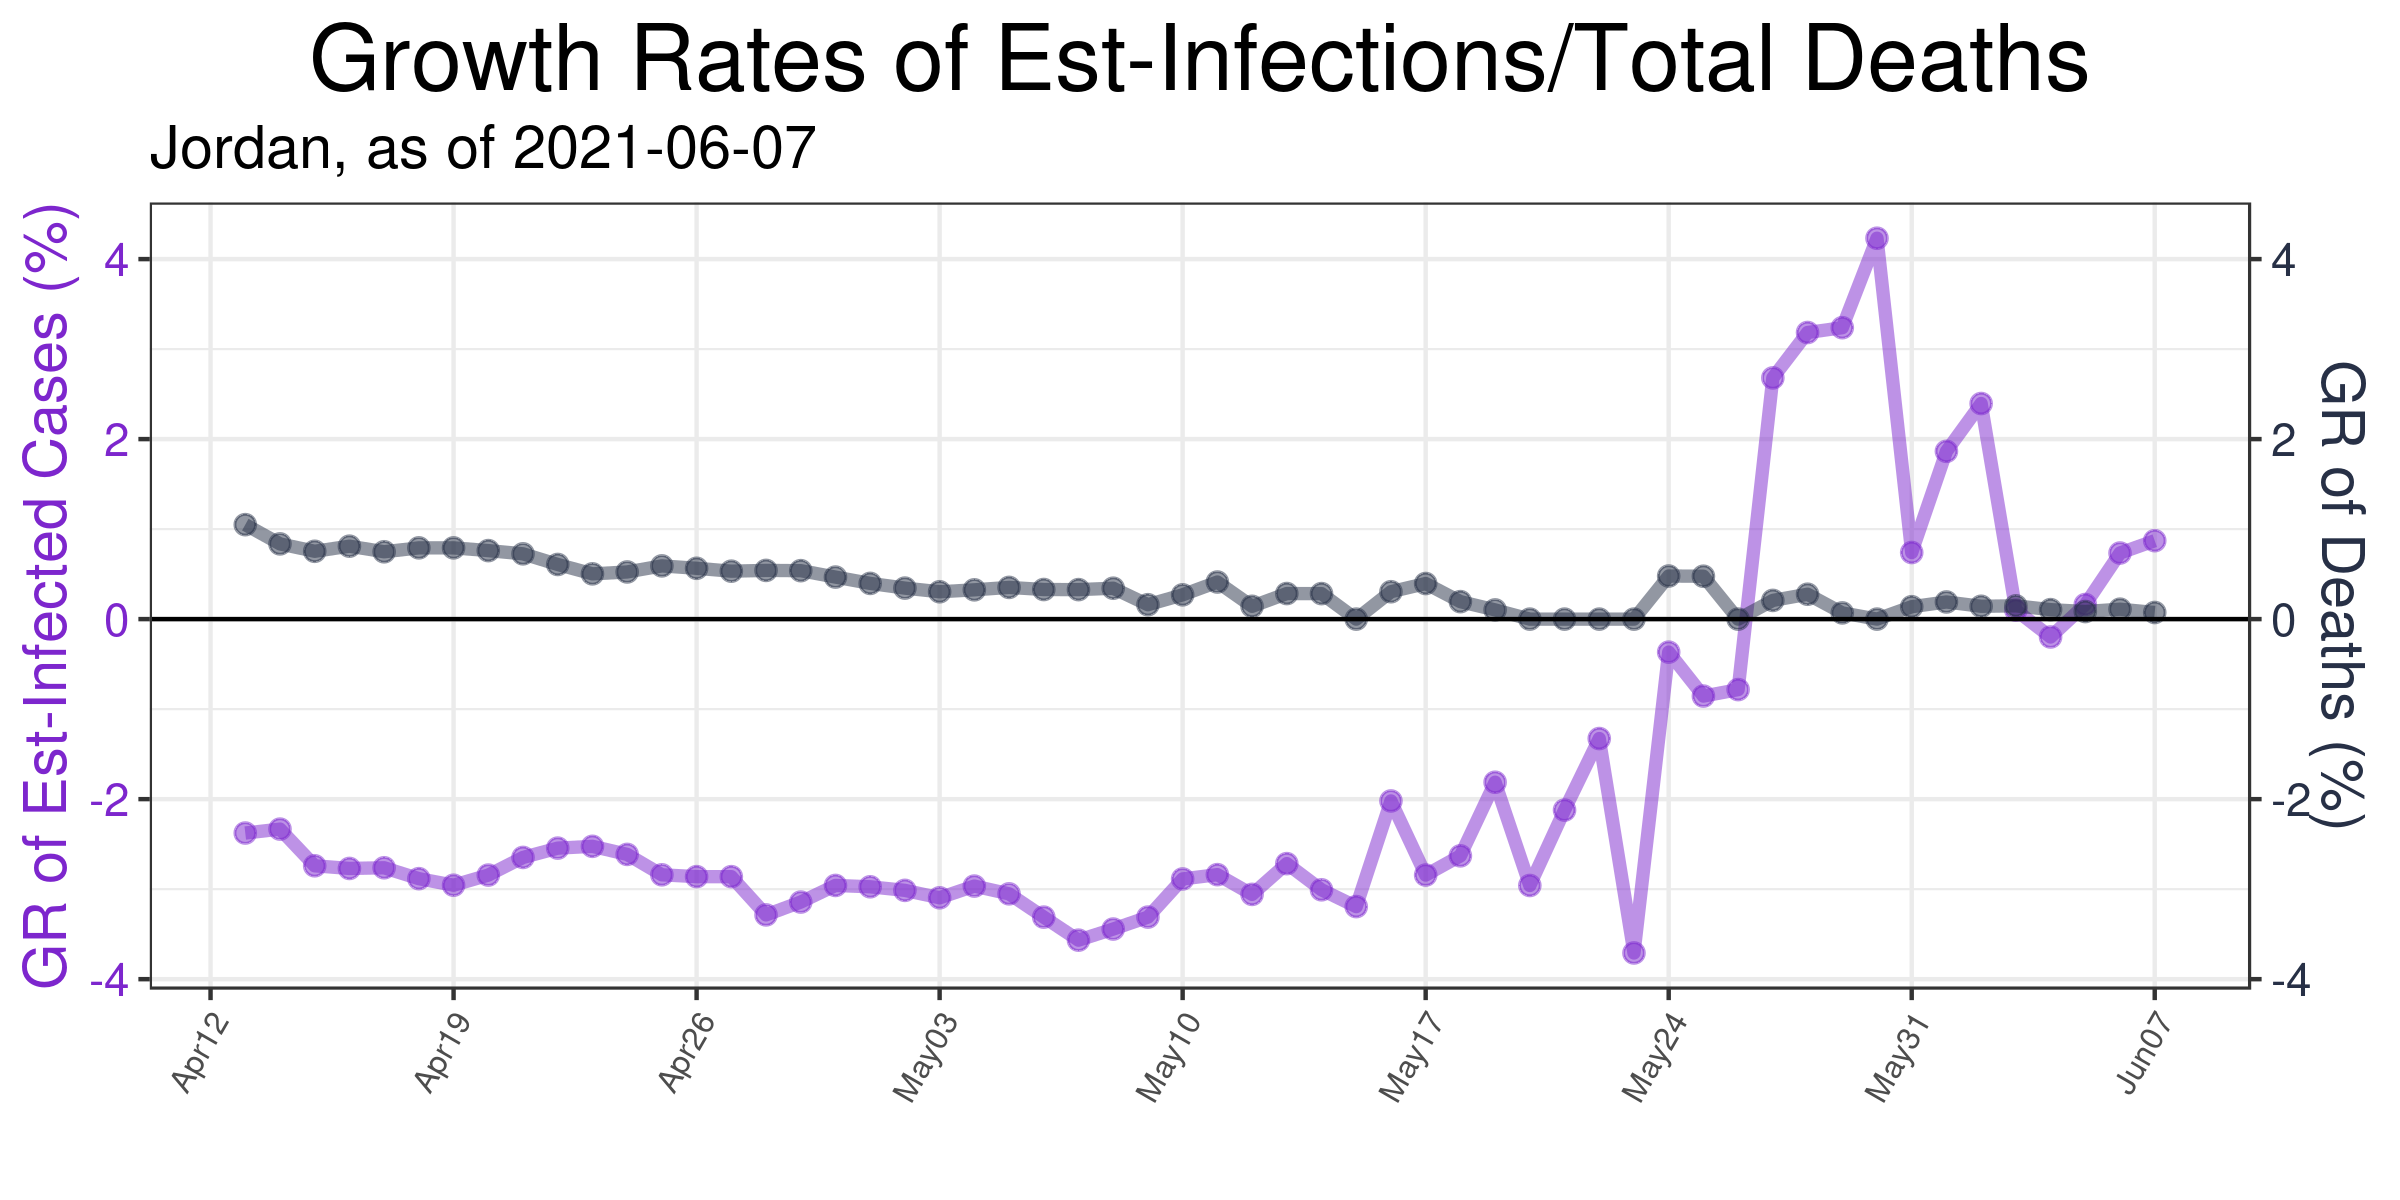 Growth Rates of Est-Infections/Total Deaths
Jordan, as of 2021-06-07
GR of Est-Infected Cases (%)
4
2
0
-2
-4
4
2
0
-2
-4
GR of Deaths (%)
Apr12
Apr19
Apr26
May03
May10
May17
May24
May31
Jun07